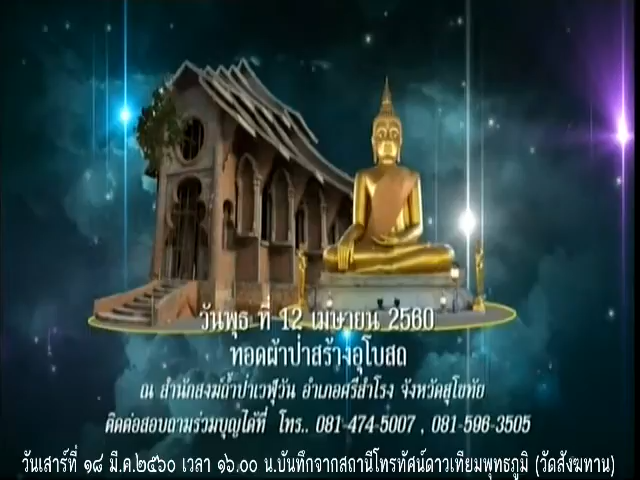 วันพุธ ที่ 12 เมษายน 2560
ทอดผ้าป่าสร้างอุโบสถ
ณ สำนักสงฆ์ถ้ำป่าเวฬุวัน อำเภอศรีสำโรง จังหวัดสุโขทัย
ติดต่อสอบถามร่วมบุญได้ที่ โทร.. 081-474-5007 , 081-596-3505
วันเสาร์ที่ ๑๘ มี.ค.๒๕๖๐ เวลา ๑๖.๐๐ น.บันทึกจากสถานีโทรทัศน์ดาวเทียมพุทธภูมิ (วัดสังฆทาน)